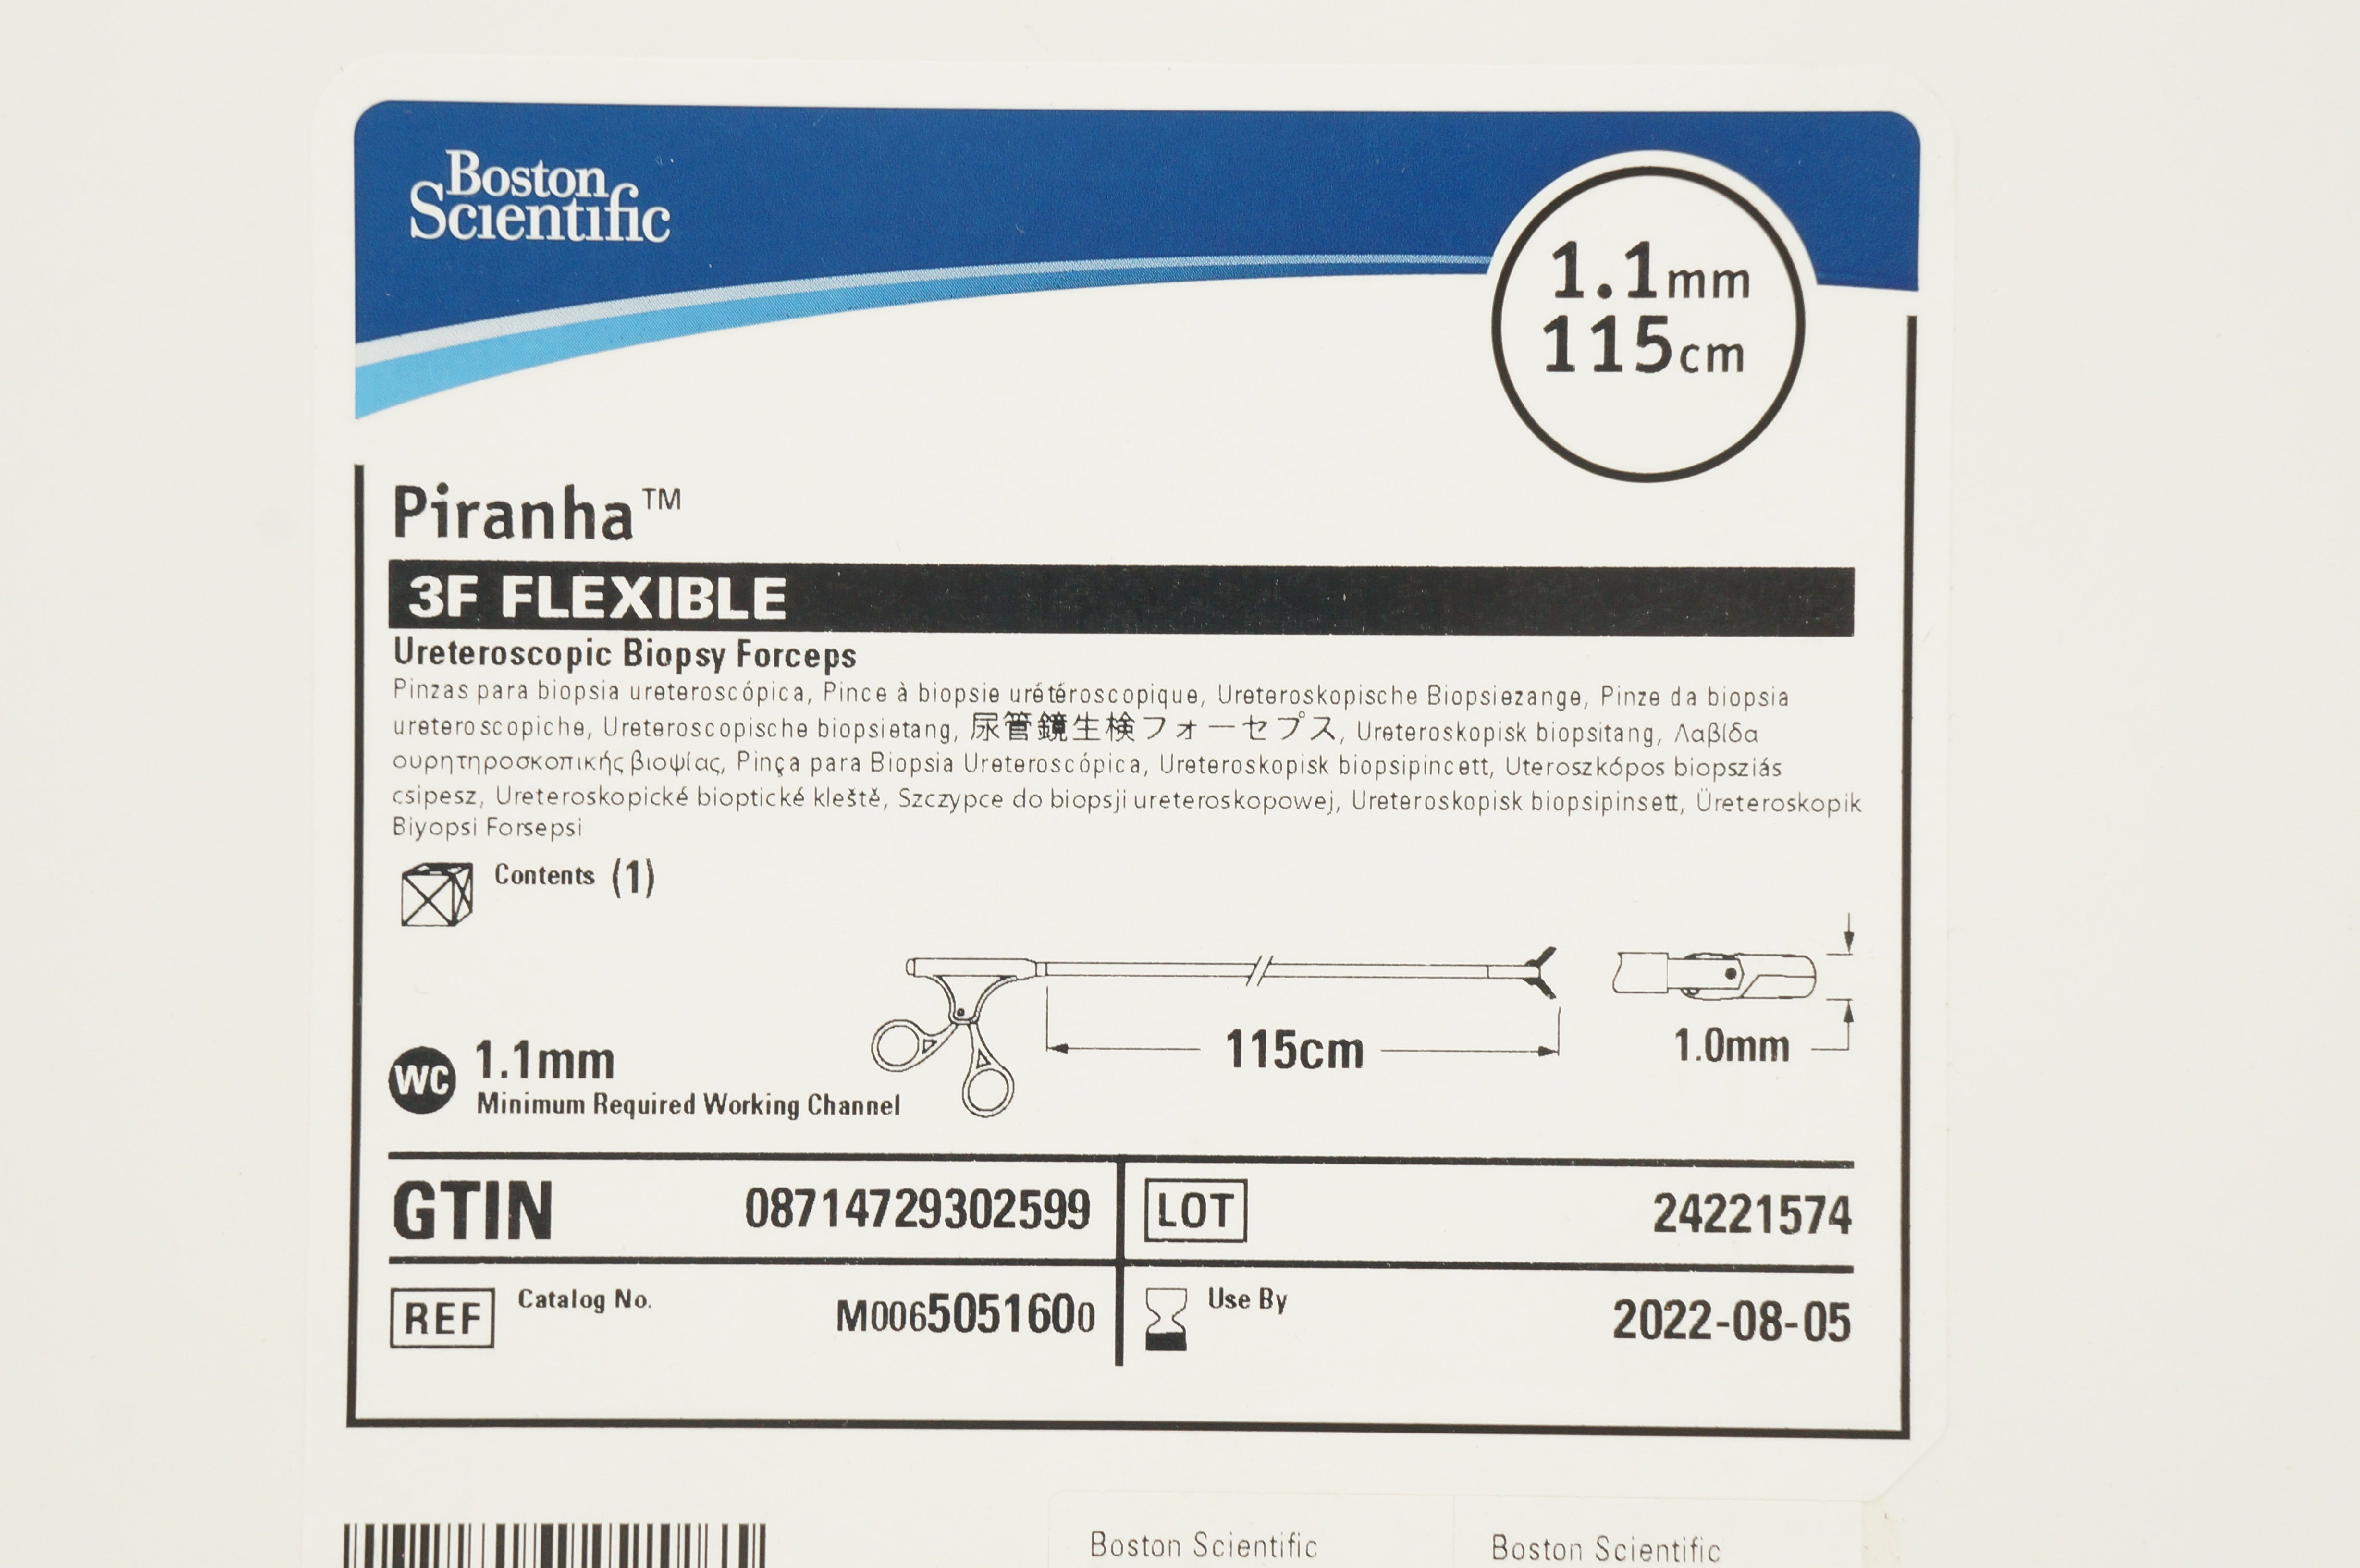 Boston
Scientific
1.1mm
115cm
Piranha™
3F FLEXIBLE
Ureteroscopic Biopsy Forceps
Pinzas para biopsia ureteroscópica, Pince à biopsie urétéroscopique, Ureteroskopische Biopsiezange, Pinze da biopsia
ureteroscopiche, Ureteroscopische biopsietang, 尿管鏡生検フォーセプス, Ureteroskopisk biopsitang, Λαβίδα
ουρητηροσκοπικής βιοψίας, Pinça para Biopsia Ureteroscópica, Ureteroskopisk biopsipincett, Uteroszkópos biopsziás
csipesz, Ureteroskopické bioptické kleště, Szczypce do biopsji ureteroskopowej, Ureteroskopisk biopsipinsett, Üreteroskopik
Biyopsi Forsepsi
Contents (1)
115cm
1.0mm
WC 1.1mm
Minimum Required Working Channel
GTIN 08714729302599
LOT 24221574
REF Catalog No. M0065051600
Use By 2022-08-05
Boston Scientific
Boston Scientific